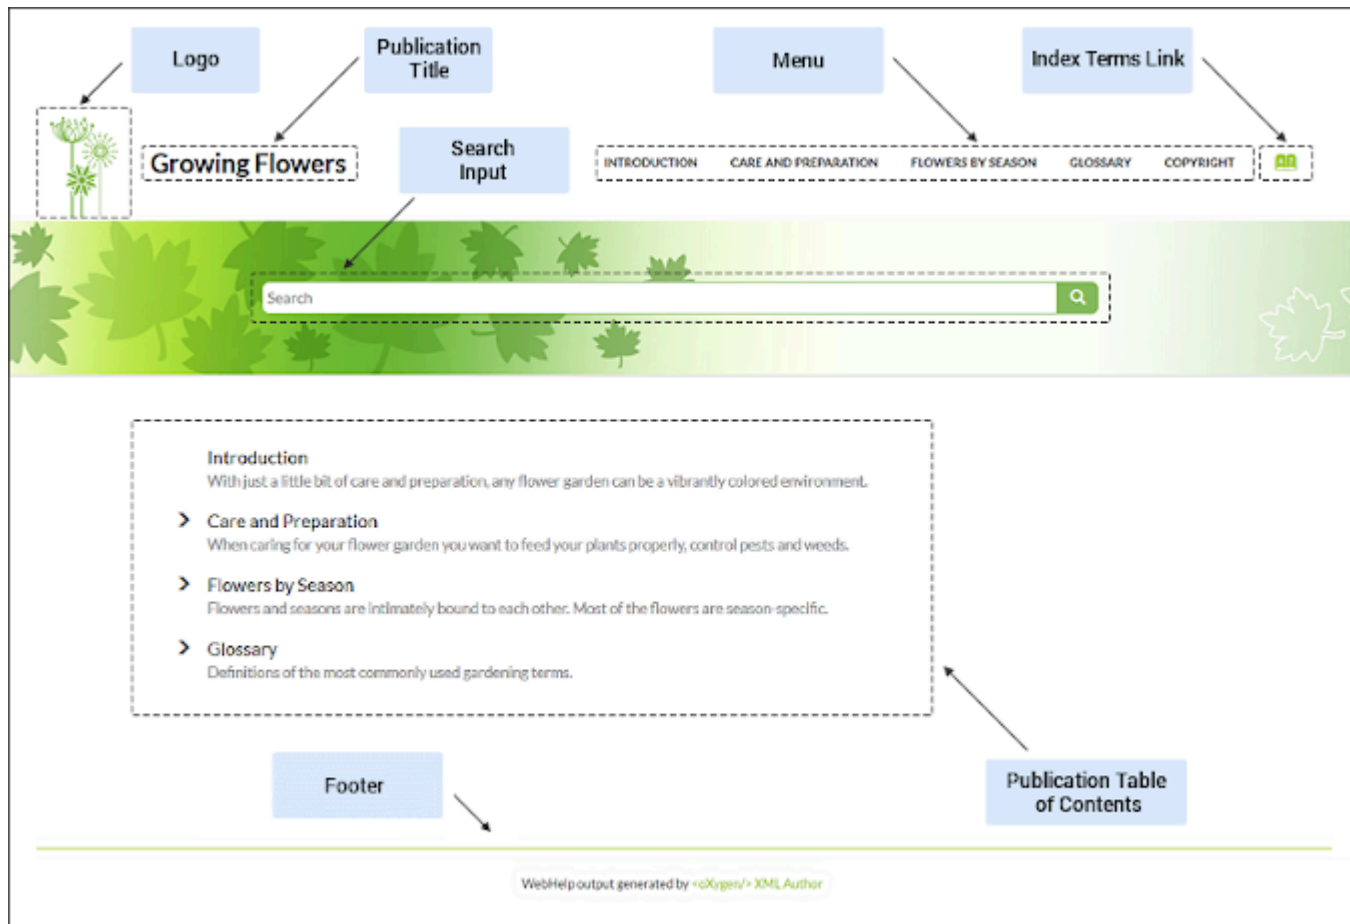 Logo
Publication
Title
Menu
Index Terms Link
Search
Input
Growing Flowers
INTRODUCTION CARE AND PREPARATION FLOWERS BY SEASON GLOSSARY COPYRIGHT
Search
Introduction
With just a little bit of care and preparation, any flower garden can be a vibrantly colored environment.
Care and Preparation
When caring for your flower garden you want to feed your plants properly, control pests and weeds.
Flowers by Season
Flowers and seasons are intimately bound to each other. Most of the flowers are season-specific.
Glossary
Definitions of the most commonly used gardening terms.
Footer
Publication Table
of Contents
WebHelp output generated by <oXygen/> XML Author